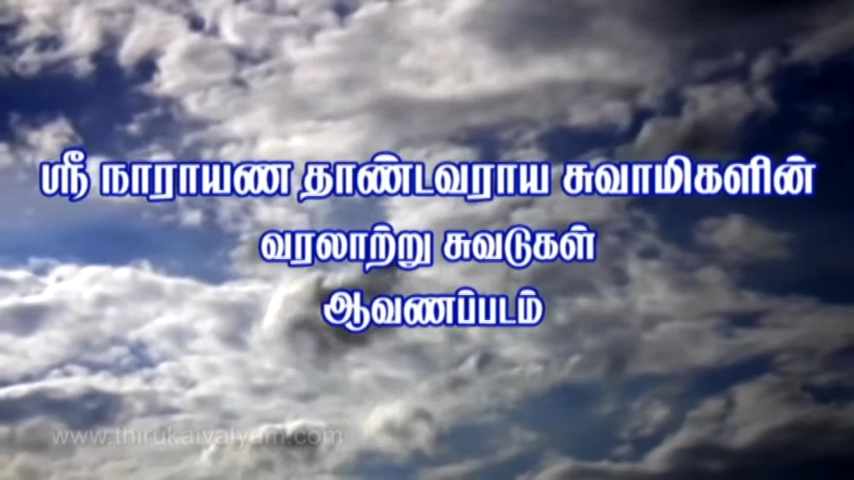 ஸ்ரீ நாராயண தாண்டவராய சுவாமிகளின்
வரலாற்று சுவடுகள்
ஆவணப்படம்
www.thirukaivalyam.com